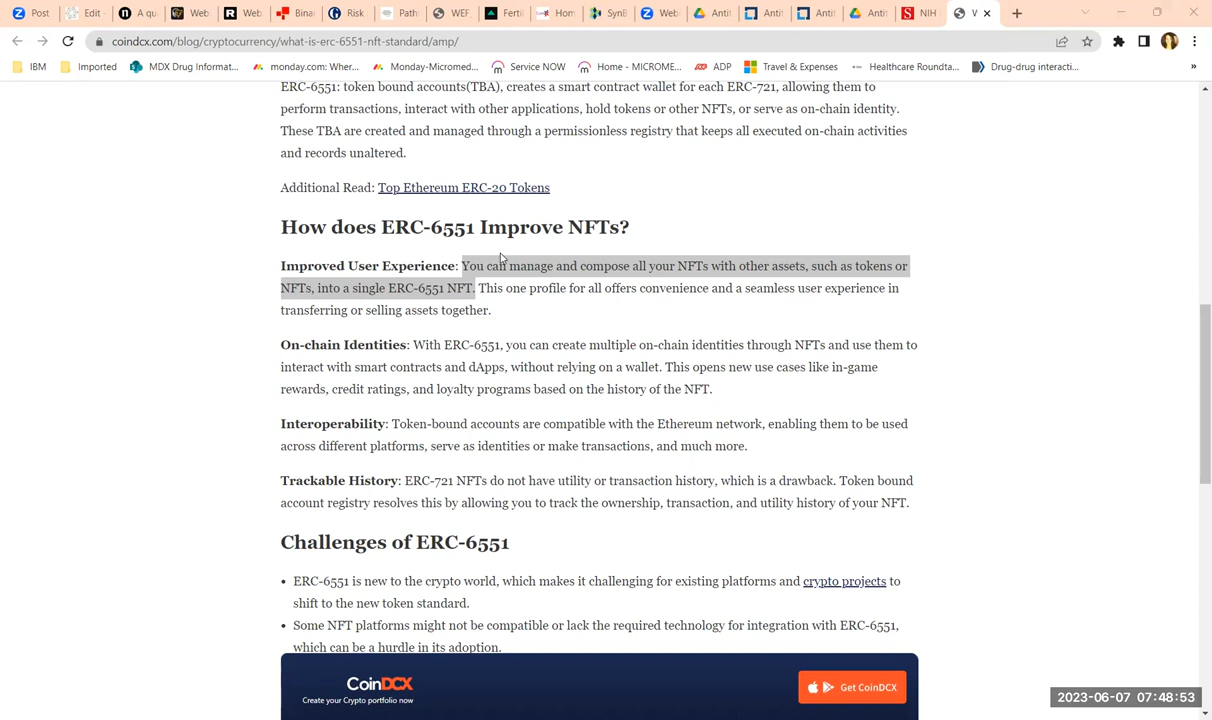 Post
Edit
A qu
Web
Web
Bina
Risk
Path
WEF
Ferti
Hom
SynB
Web
Anti
Anti
Anti
Anti
NIH
W
coindcx.com/blog/cryptocurrency/what-is-erc-6551-nft-standard/amp/
IBM
Imported
MDX Drug Informat...
monday.com: Wher...
Monday-Micromed...
Service NOW
Home - MICROME...
ADP
Travel & Expenses
Healthcare Roundta...
Drug-drug interacti...
»
ERC-6551: token bound accounts(TBA), creates a smart contract wallet for each ERC-721, allowing them to
perform transactions, interact with other applications, hold tokens or other NFTs, or serve as on-chain identity.
These TBA are created and managed through a permissionless registry that keeps all executed on-chain activities
and records unaltered.
Additional Read: Top Ethereum ERC-20 Tokens
How does ERC-6551 Improve NFTs?
Improved User Experience: You can manage and compose all your NFTs with other assets, such as tokens or
NFTs, into a single ERC-6551 NFT. This one profile for all offers convenience and a seamless user experience in
transferring or selling assets together.
On-chain Identities: With ERC-6551, you can create multiple on-chain identities through NFTs and use them to
interact with smart contracts and dApps, without relying on a wallet. This opens new use cases like in-game
rewards, credit ratings, and loyalty programs based on the history of the NFT.
Interoperability: Token-bound accounts are compatible with the Ethereum network, enabling them to be used
across different platforms, serve as identities or make transactions, and much more.
Trackable History: ERC-721 NFTs do not have utility or transaction history, which is a drawback. Token bound
account registry resolves this by allowing you to track the ownership, transaction, and utility history of your NFT.
Challenges of ERC-6551
• ERC-6551 is new to the crypto world, which makes it challenging for existing platforms and crypto projects to
shift to the new token standard.
• Some NFT platforms might not be compatible or lack the required technology for integration with ERC-6551,
which can be a hurdle in its adoption.
CoinDCX
Create your Crypto portfolio now
Get CoinDCX
2023-06-07 07:48:53